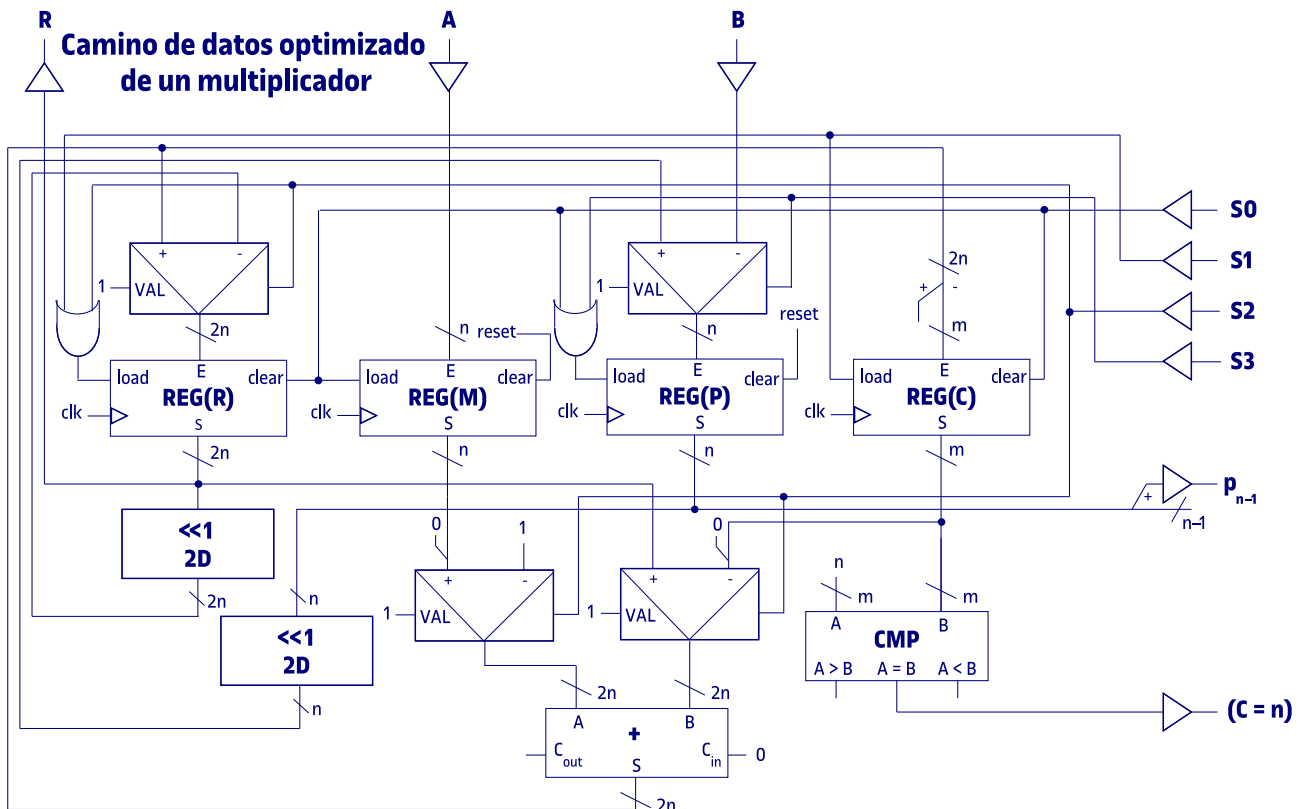 R
A
B
Camino de datos optimizado
de un multiplicador
S0
S1
S2
S3
+ -
1 VAL
2n
+ -
1 VAL
n
n
reset
reset
2n
+ -
m
load E clear
REG(R)
clk
S
load E clear
REG(M)
clk
S
load E clear
REG(P)
clk
S
load E clear
REG(C)
clk
S
2n
n
n
m
+
p n–1
n–1
<<1
2D
2n
n
<<1
2D
n
0
1
+ -
1 VAL
0
+ -
1 VAL
n
m
m
A B
CMP
A > B A = B A < B
2n
2n
A B
+
C out
C in
0
S
2n
(C = n)